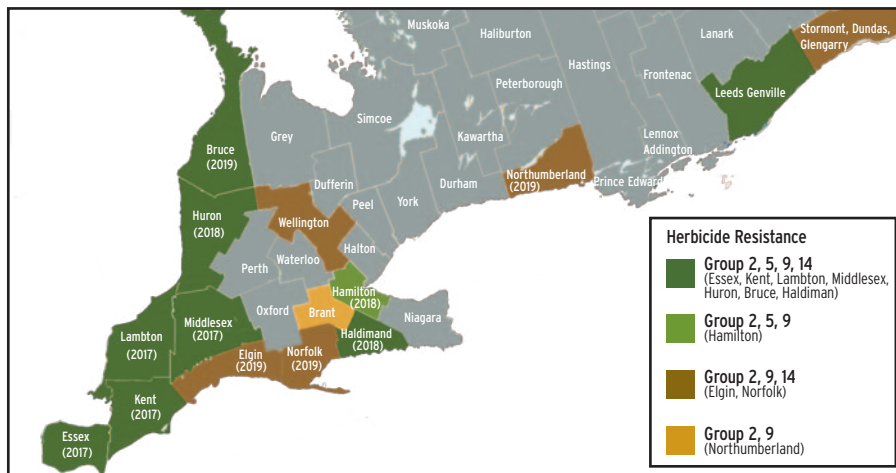 Muskoka
Haliburton
Lanark
Stormont, Dundas,
Glengarry
Hastings
Frontenac
Peterborough
Leeds Genville
Simcoe
Grey
Kawartha
Lennox
Addington
Bruce
(2019)
Dufferin
Durham
Northumberland
(2019)
Prince Edward
Peel
York
Huron
(2018)
Wellington
Halton
Waterloo
Perth
Hamilton
(2018)
Oxford
Brant
Niagara
Middlesex
(2017)
Lambton
(2017)
Haldimand
(2018)
Elgin
(2019)
Norfolk
(2019)
Kent
(2017)
Essex
(2017)
Herbicide Resistance
Group 2, 5, 9, 14
(Essex, Kent, Lambton, Middlesex,
Huron, Bruce, Haldiman)
Group 2, 5, 9
(Hamilton)
Group 2, 9, 14
(Elgin, Norfolk)
Group 2, 9
(Northumberland)